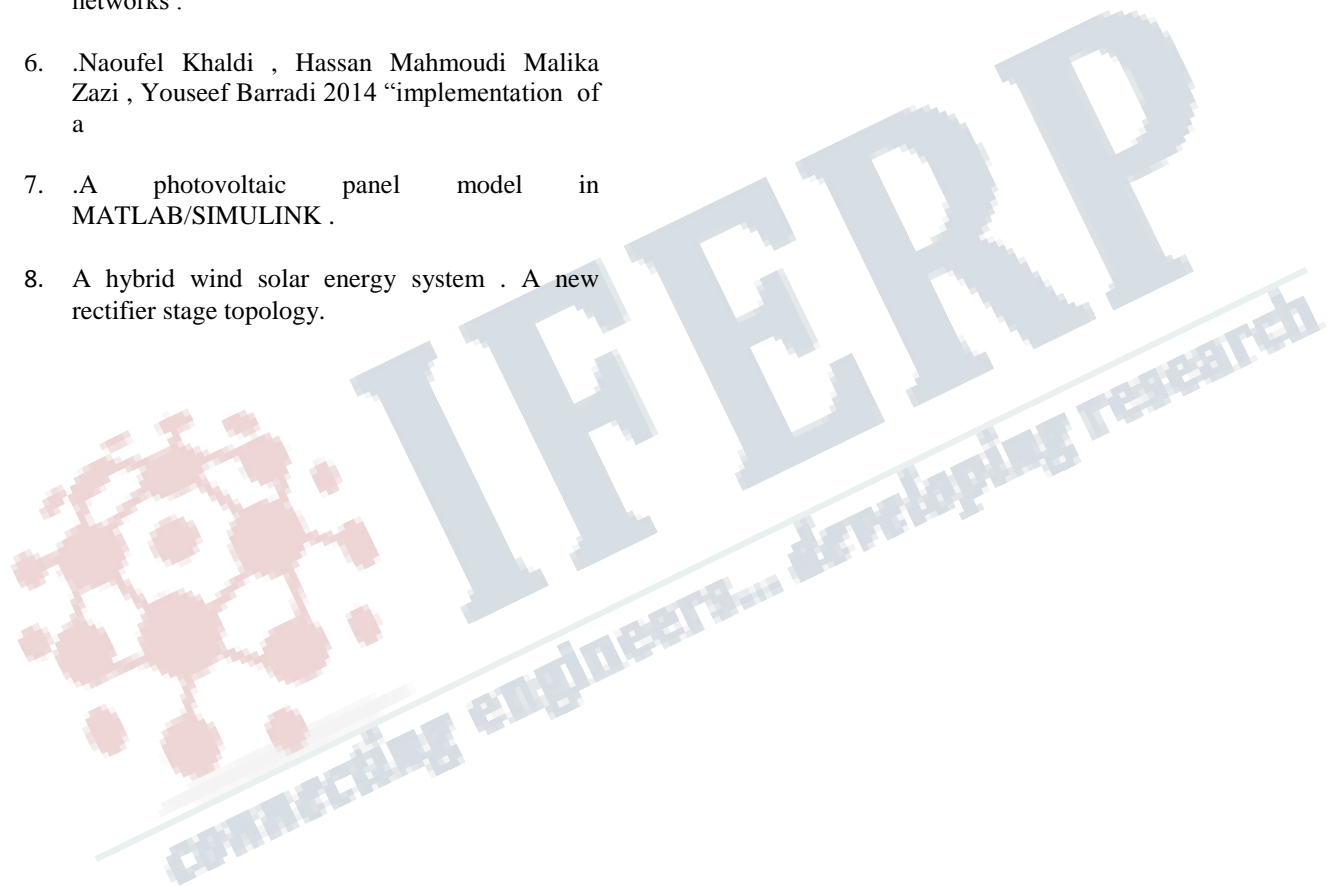 networks .
6. .Naoufel Khaldi , Hassan Mahmoudi Malika
Zazi , Youseef Barradi 2014 “implementation of
a
7. .A photovoltaic panel model in
MATLAB/SIMULINK .
8. A hybrid wind solar energy system . A new
rectifier stage topology.
IFERP
connecting engineers... developing research